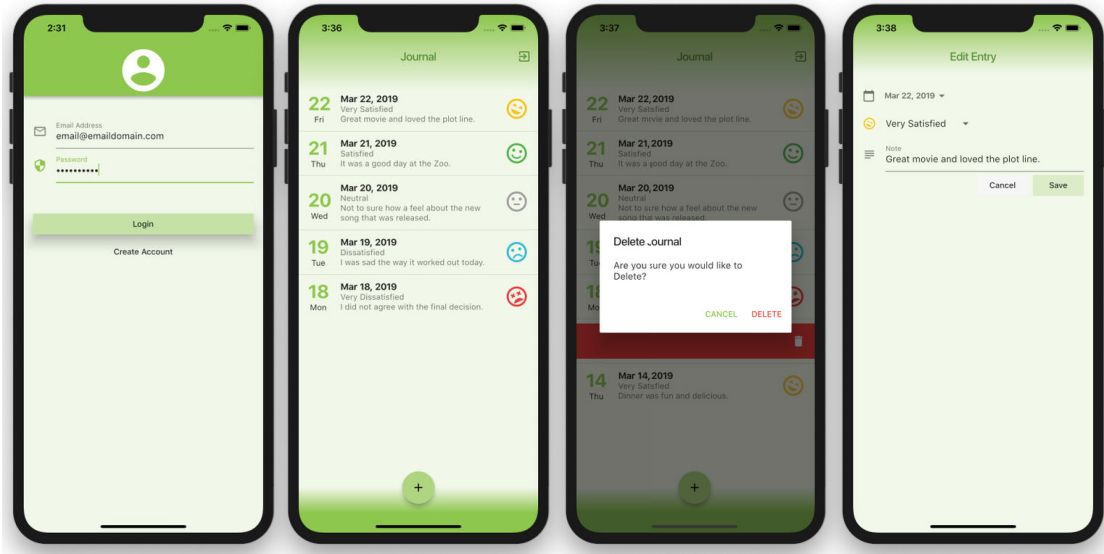 2:31
Email Address
email@emaildomain.com
Password
••••••••••
Login
Create Account
3:36
Journal
22
Fri
Mar 22, 2019
Very Satisfied
Great movie and loved the plot line.
21
Thu
Mar 21, 2019
Satisfied
It was a good day at the Zoo.
20
Wed
Mar 20, 2019
Neutral
Not to sure how a feel about the new
song that was released.
19
Tue
Mar 19, 2019
Dissatisfied
I was sad the way it worked out today.
18
Mon
Mar 18, 2019
Very Dissatisfied
I did not agree with the final decision.
+
3:37
Journal
22
Fri
Mar 22, 2019
Very Satisfied
Great movie and loved the plot line.
21
Thu
Mar 21, 2019
Satisfied
It was a good day at the Zoo.
20
Wed
Mar 20, 2019
Neutral
Not to sure how a feel about the new
song that was released.
Delete Journal
Are you sure you would like to
Delete?
CANCEL DELETE
14
Thu
Mar 14, 2019
Very Satisfied
Dinner was fun and delicious.
+
3:38
Edit Entry
Mar 22, 2019
Very Satisfied
Note
Great movie and loved the plot line.
Cancel Save